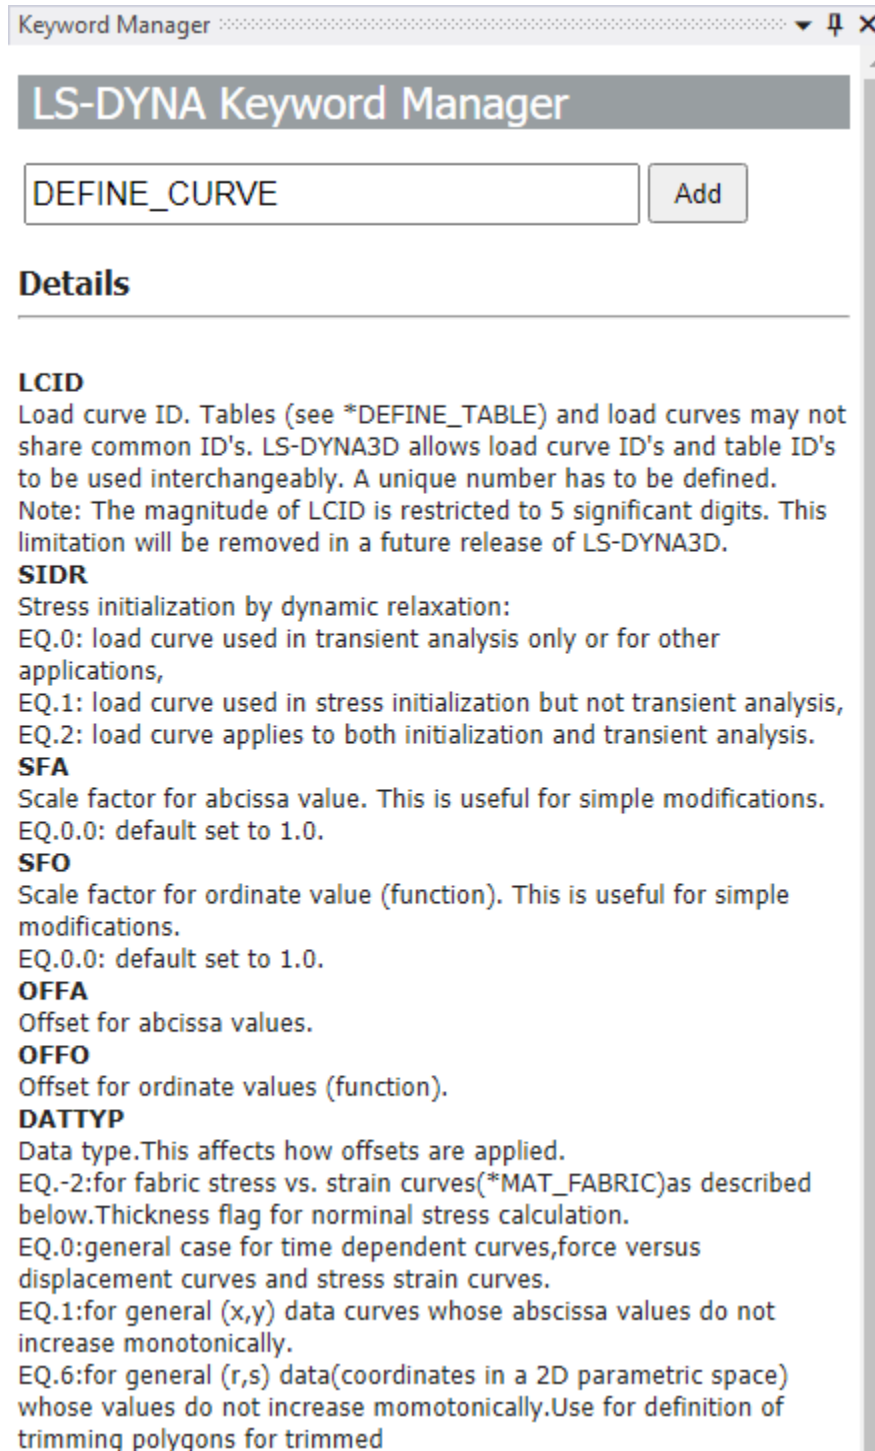 Keyword Manager
LS-DYNA Keyword Manager
DEFINE_CURVE
Add
Details
LCID
Load curve ID. Tables (see *DEFINE_TABLE) and load curves may not
share common ID's. LS-DYNA3D allows load curve ID's and table ID's
to be used interchangeably. A unique number has to be defined.
Note: The magnitude of LCID is restricted to 5 significant digits. This
limitation will be removed in a future release of LS-DYNA3D.
SIDR
Stress initialization by dynamic relaxation:
EQ.0: load curve used in transient analysis only or for other
applications,
EQ.1: load curve used in stress initialization but not transient analysis,
EQ.2: load curve applies to both initialization and transient analysis.
SFA
Scale factor for abcissa value. This is useful for simple modifications.
EQ.0.0: default set to 1.0.
SFO
Scale factor for ordinate value (function). This is useful for simple
modifications.
EQ.0.0: default set to 1.0.
OFFA
Offset for abcissa values.
OFFO
Offset for ordinate values (function).
DATTYP
Data type.This affects how offsets are applied.
EQ.-2:for fabric stress vs. strain curves(*MAT_FABRIC)as described
below.Thickness flag for norminal stress calculation.
EQ.0:general case for time dependent curves,force versus
displacement curves and stress strain curves.
EQ.1:for general (x,y) data curves whose abscissa values do not
increase monotonically.
EQ.6:for general (r,s) data(coordinates in a 2D parametric space)
whose values do not increase momotonically.Use for definition of
trimming polygons for trimmed